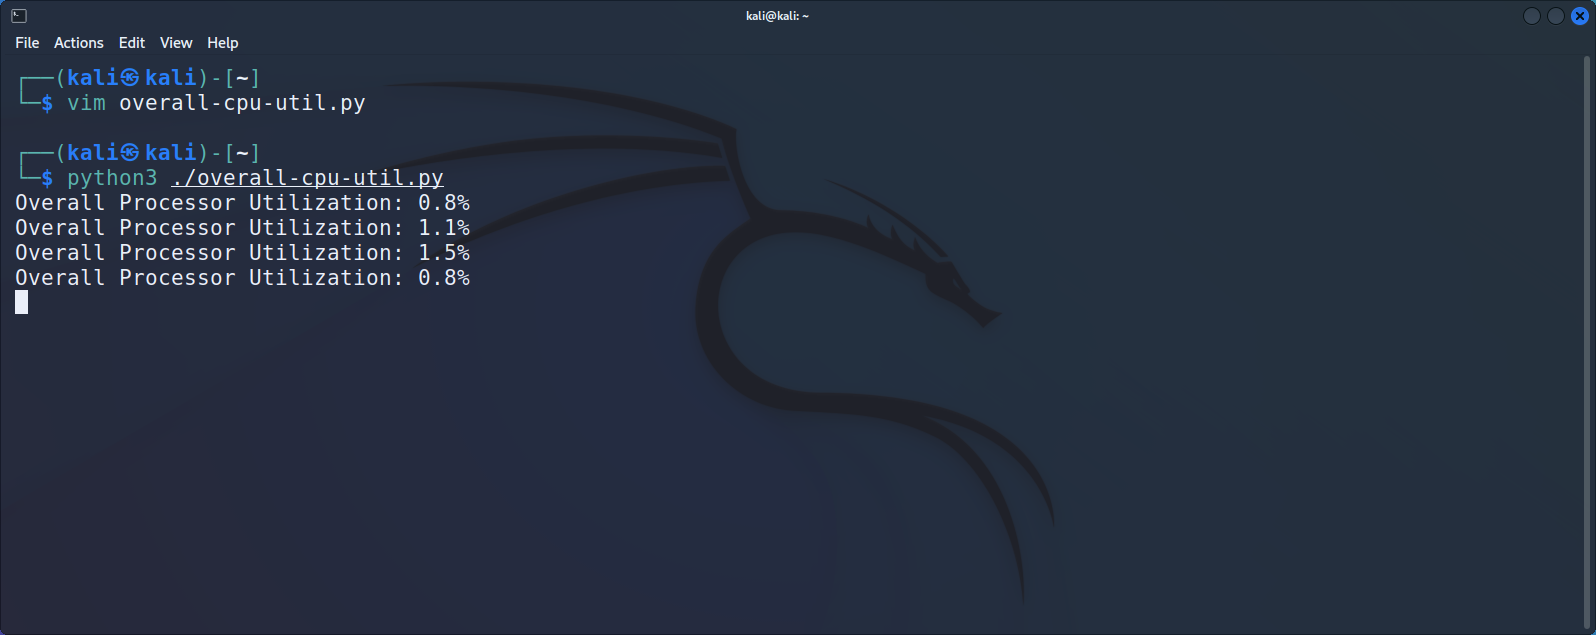 kali@kali: ~
File Actions Edit View Help
┌──(kali㉿kali)-[~]
└─$ vim overall-cpu-util.py
┌──(kali㉿kali)-[~]
└─$ python3 ./overall-cpu-util.py
Overall Processor Utilization: 0.8%
Overall Processor Utilization: 1.1%
Overall Processor Utilization: 1.5%
Overall Processor Utilization: 0.8%